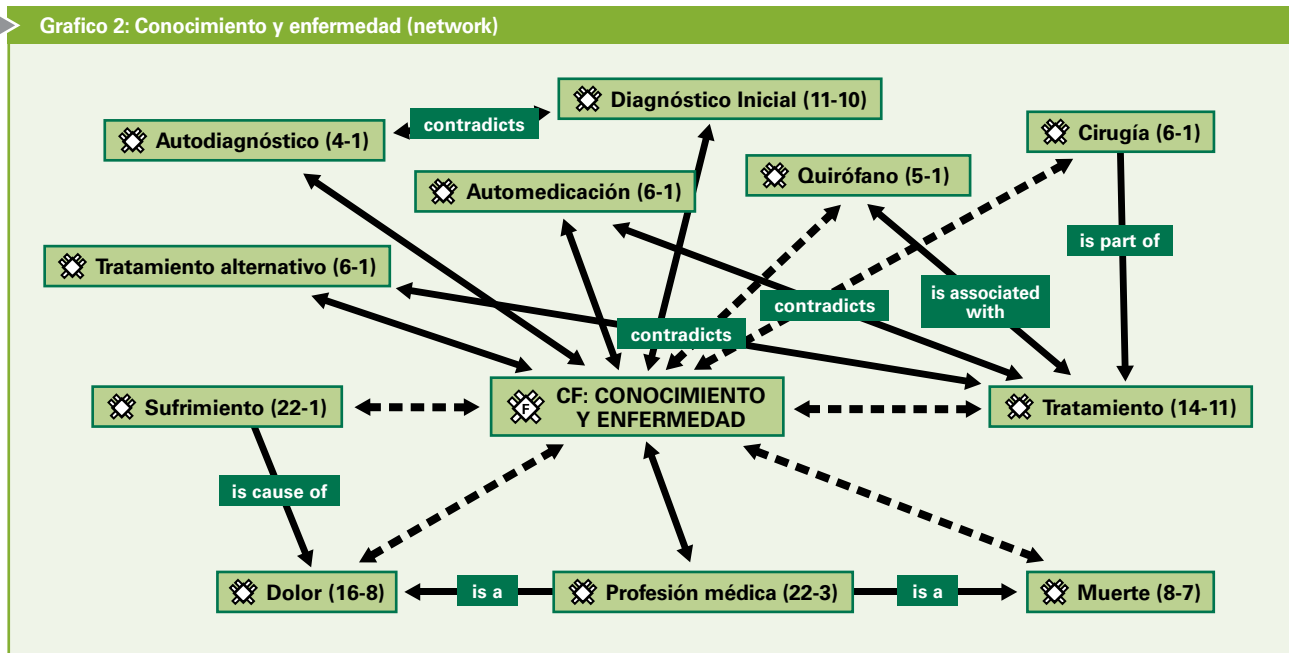 Grafico 2: Conocimiento y enfermedad (network)
Diagnóstico Inicial (11-10)
contradicts
Autodiagnóstico (4-1)
Cirugía (6-1)
Quirófano (5-1)
Automedicación (6-1)
is part of
Tratamiento alternativo (6-1)
is associated
with
contradicts
contradicts
CF: CONOCIMIENTO
Y ENFERMEDAD
F
Sufrimiento (22-1)
Tratamiento (14-11)
is cause of
Dolor (16-8)
is a
Profesión médica (22-3)
is a
Muerte (8-7)